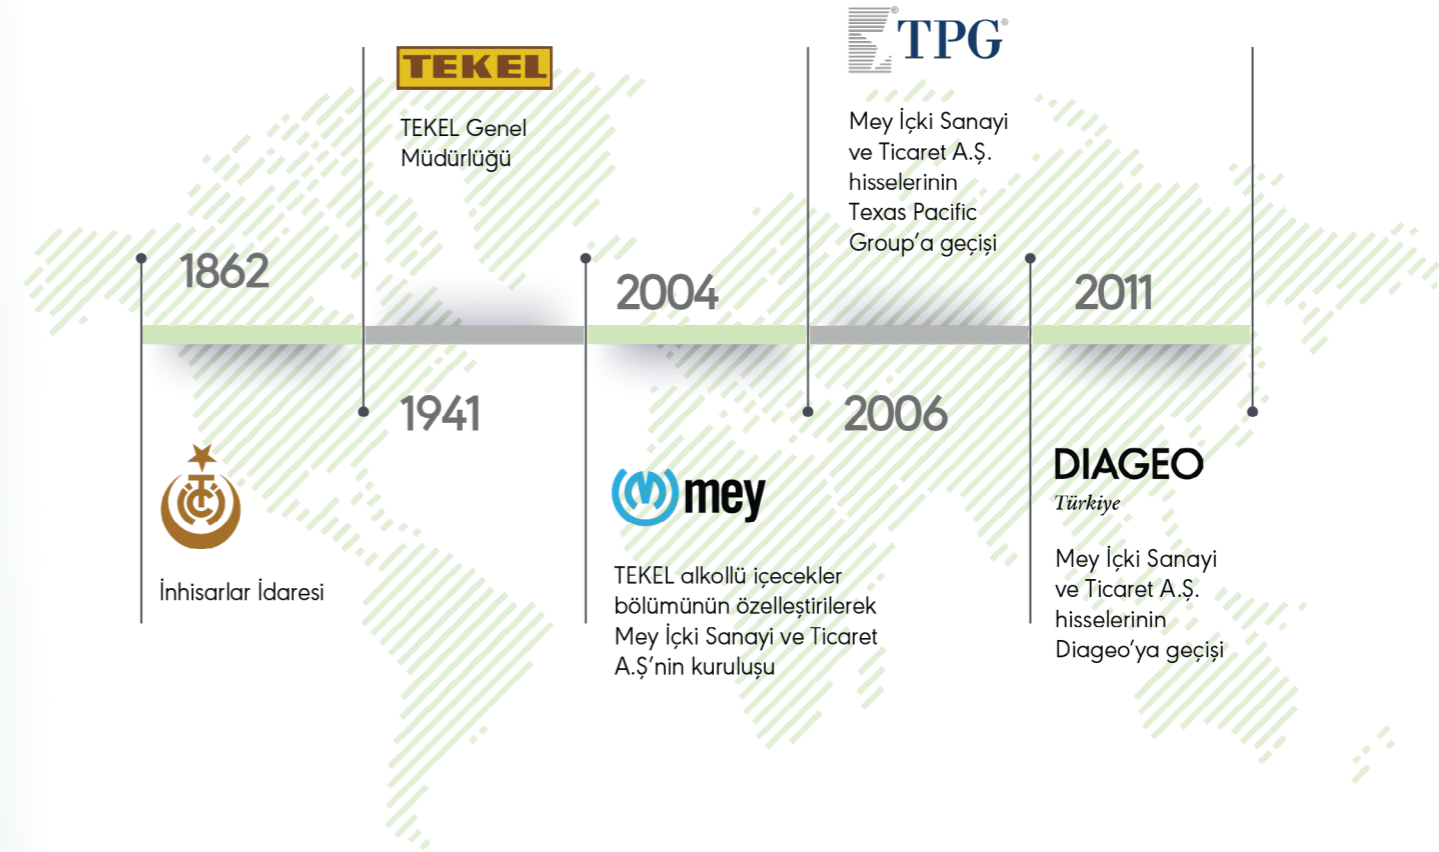 1862
İnhisarlar İdaresi
TEKEL
TEKEL Genel
Müdürlüğü
1941
2004
mey
TEKEL alkollü içecekler
bölümünün özelleştirilerek
Mey İçki Sanayi ve Ticaret
A.Ş'nin kuruluşu
TPG®
Mey İçki Sanayi
ve Ticaret A.Ş.
hisselerinin
Texas Pacific
Group'a geçişi
2006
2011
DIAGEO
Türkiye
Mey İçki Sanayi
ve Ticaret A.Ş.
hisselerinin
Diageo'ya geçişi